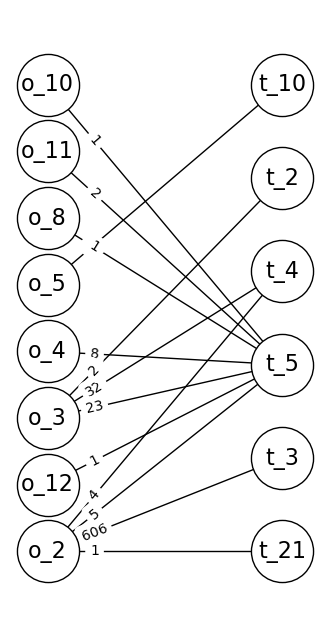 o_10
t_10
1
o_11
t_2
2
o_8
1
t_4
o_5
o_4
8
t_5
2
32
23
o_3
t_3
1
o_12
4
5
606
o_2
1
t_21